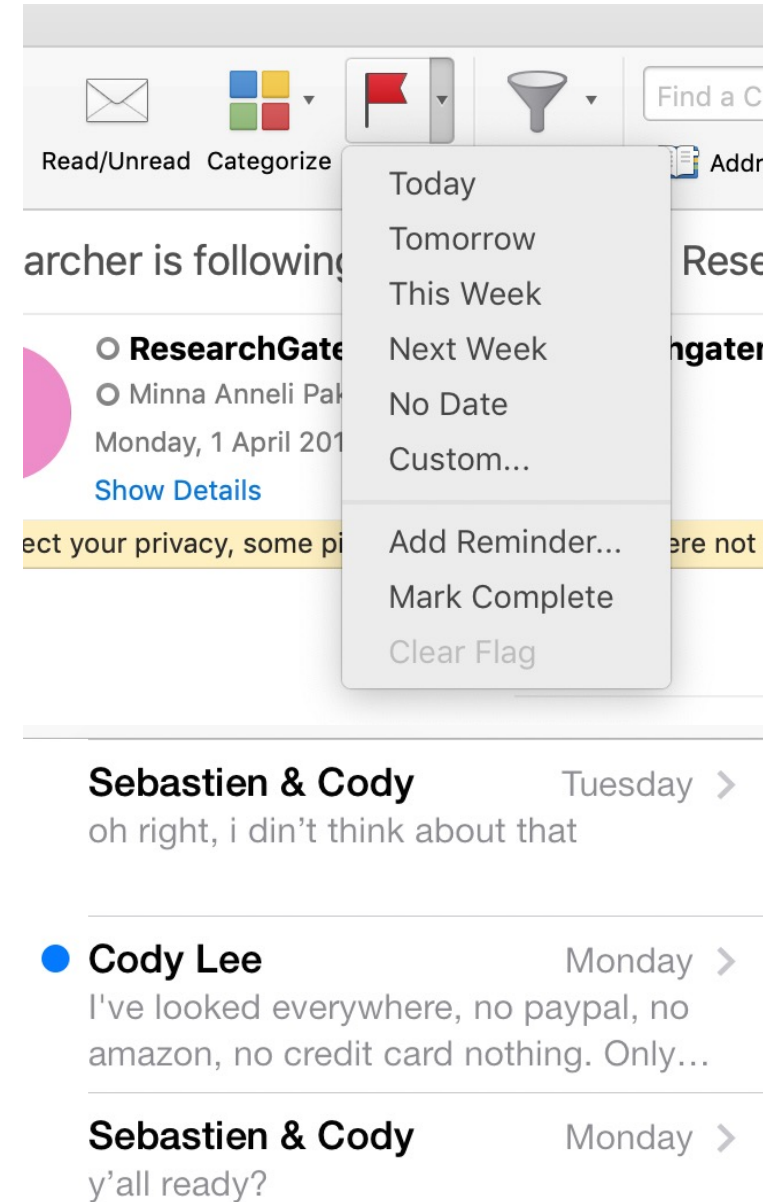 Find a C
Read/Unread Categorize
Addr
Today
Tomorrow
This Week
Next Week
No Date
Custom...
Add Reminder...
Mark Complete
Clear Flag
archer is following Rese
ResearchGate hgater
Minna Anneli Pak
Monday, 1 April 201
Show Details
ect your privacy, some pi ere not
Sebastien & Cody Tuesday
oh right, i din’t think about that
Cody Lee Monday
I've looked everywhere, no paypal, no
amazon, no credit card nothing. Only…
Sebastien & Cody Monday
y’all ready?